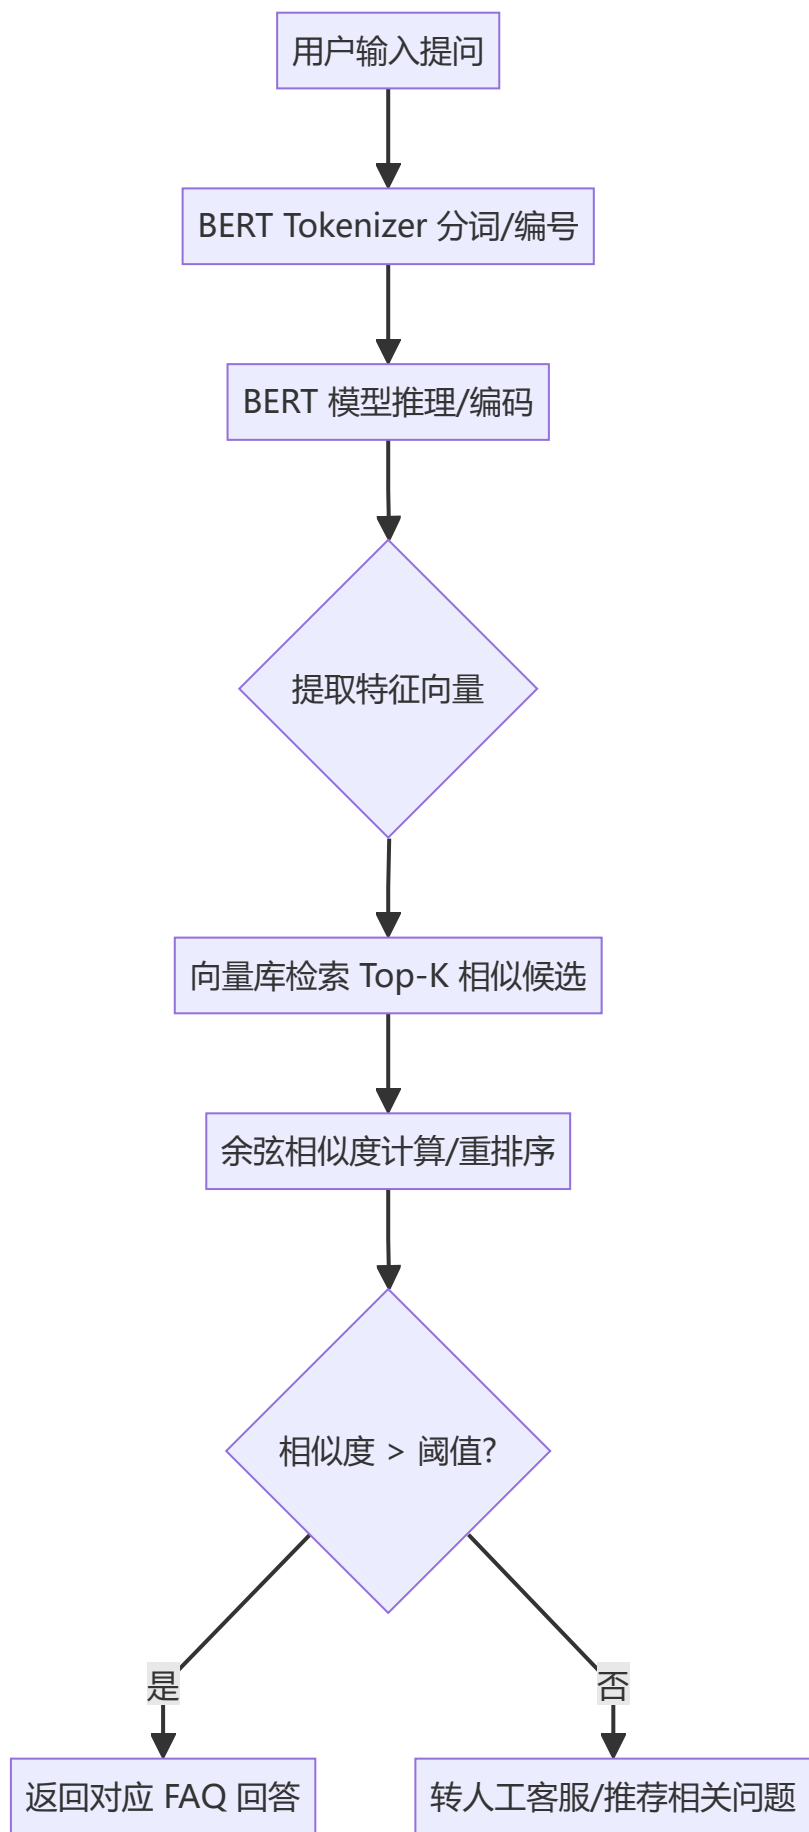 用户输入提问
BERT Tokenizer 分词/编号
BERT 模型推理/编码
提取特征向量
向量库检索 Top-K 相似候选
余弦相似度计算/重排序
相似度 > 阈值?
是
否
返回对应 FAQ 回答
转人工客服/推荐相关问题